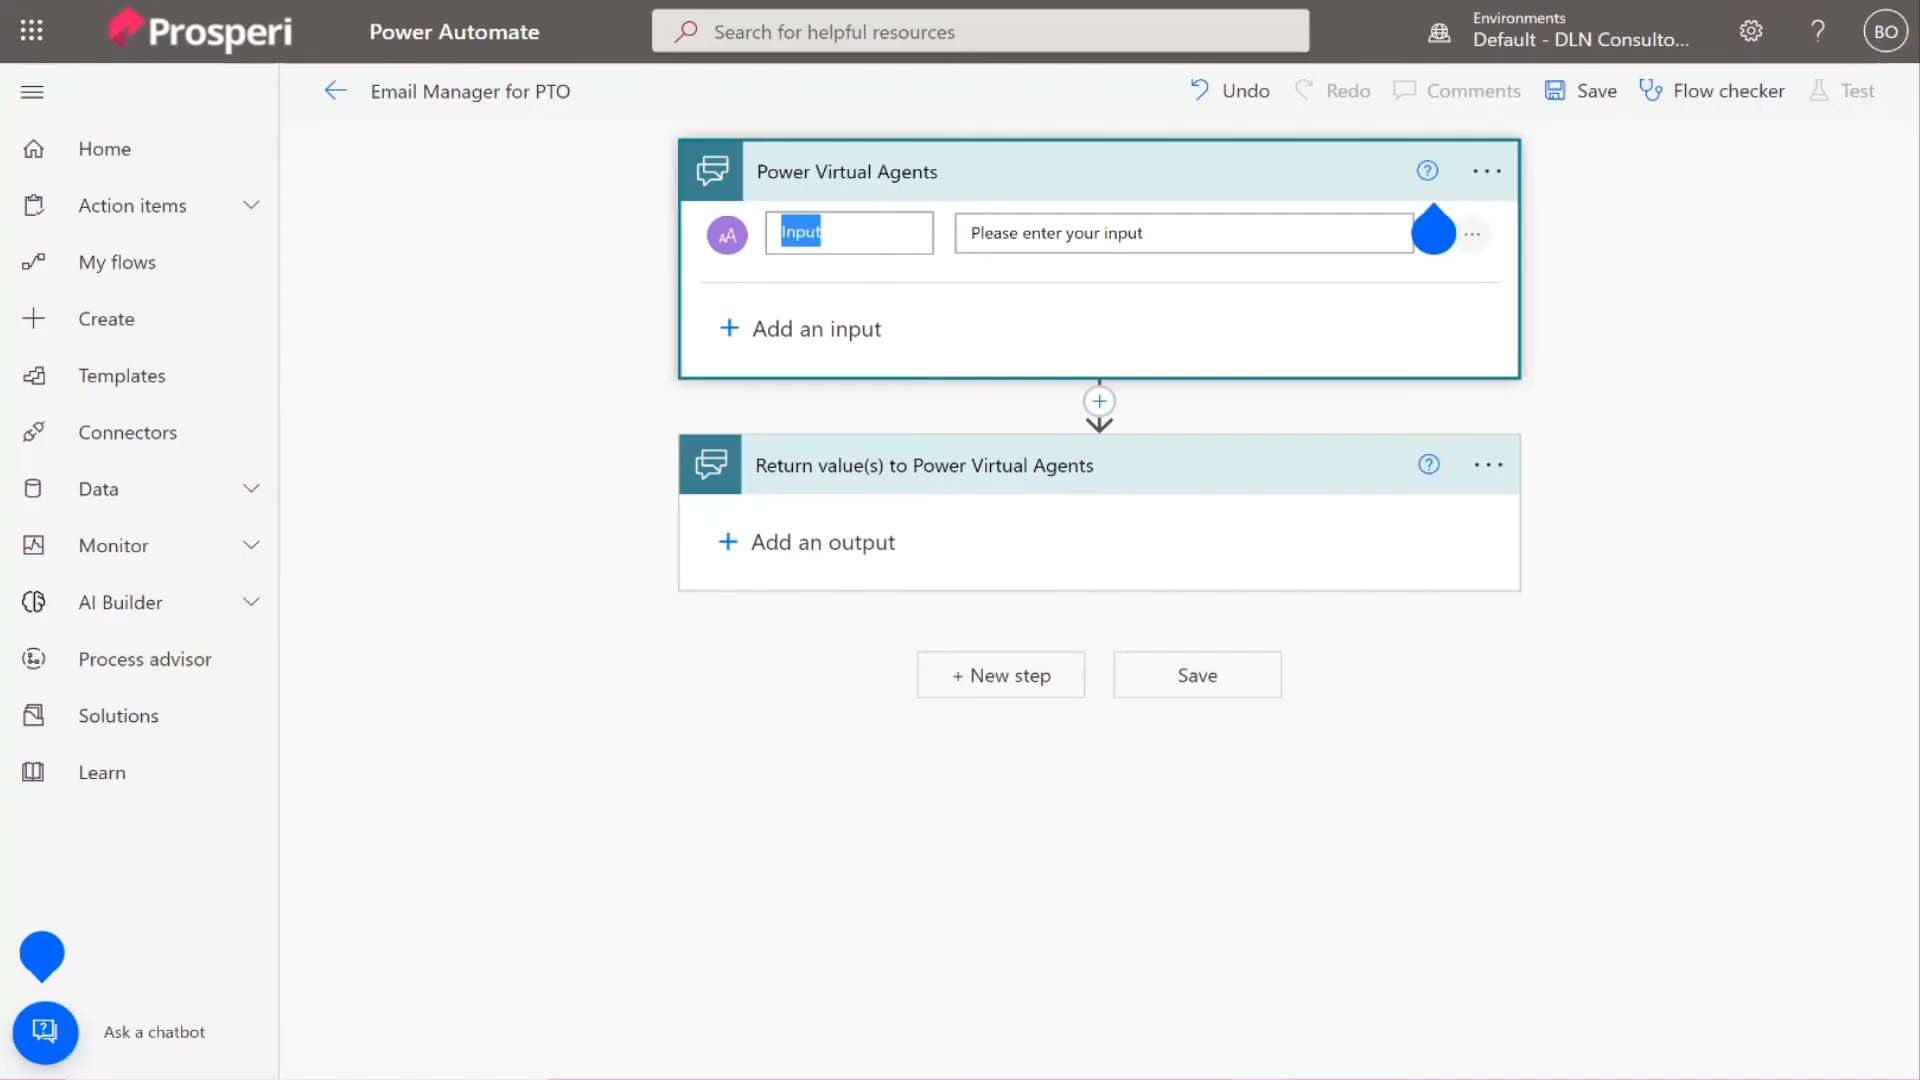 Prosperi
Power Automate
Search for helpful resources
Environments
Default - DLN Consulto...
?
BO
Email Manager for PTO
Undo
Redo
Comments
Save
Flow checker
Test
Home
Action items
My flows
Create
Templates
Connectors
Data
Monitor
AI Builder
Process advisor
Solutions
Learn
Ask a chatbot
Power Virtual Agents
?
...
AA
Input
Please enter your input
...
+ Add an input
+
Return value(s) to Power Virtual Agents
?
...
+ Add an output
+ New step
Save